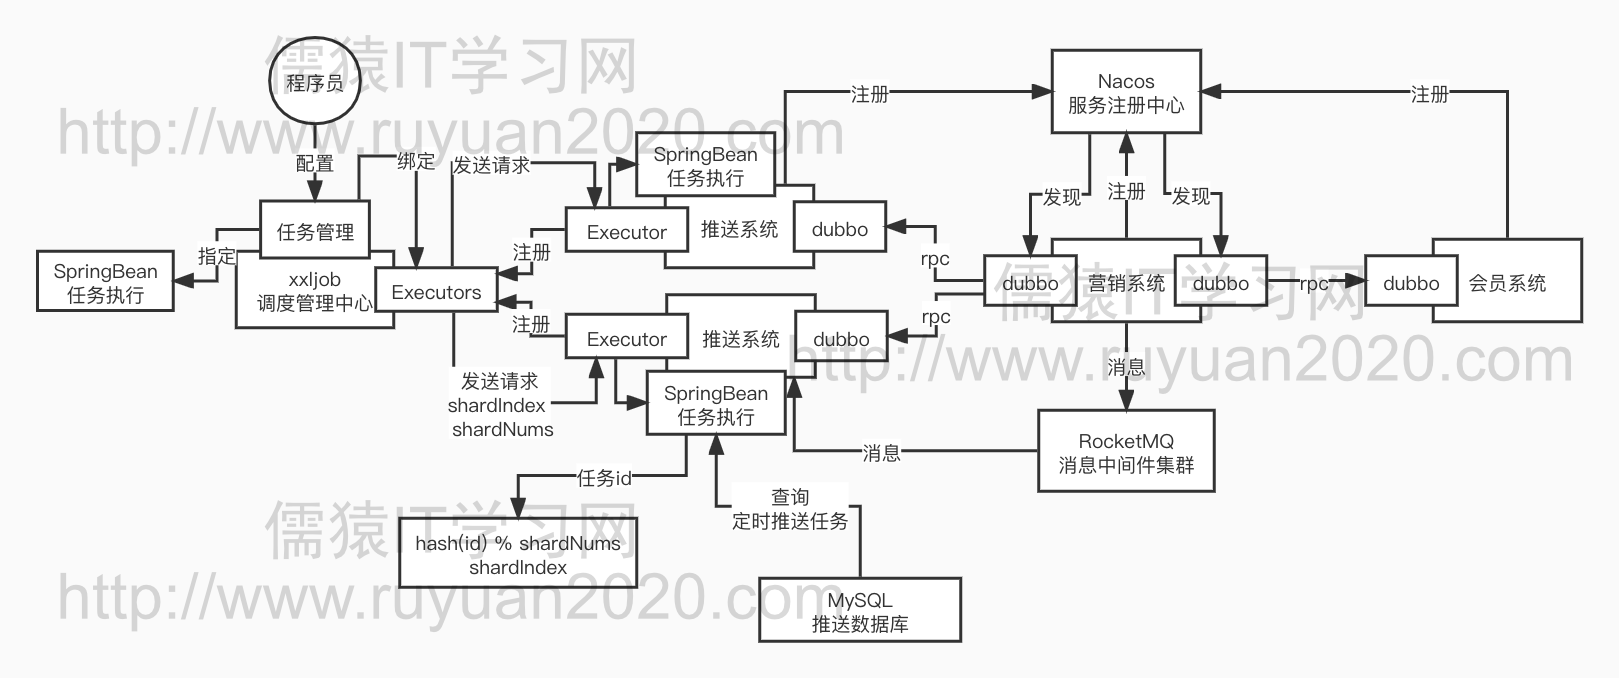 儒猿IT学习网
http://www.ruyuan2020.com
程序员
配置
绑定
发送请求
SpringBean
任务执行
注册
Nacos
服务注册中心
注册
发现
注册
发现
任务管理
指定
SpringBean
任务执行
xxljob
调度管理中心
Executors
注册
Executor
推送系统
dubbo
rpc
dubbo
营销系统
dubbo
rpc
dubbo
会员系统
儒猿IT学习网
http://www.ruyuan2020.com
注册
Executor
推送系统
dubbo
rpc
消息
发送请求
shardIndex
shardNums
SpringBean
任务执行
消息
RocketMQ
消息中间件集群
任务id
查询
定时推送任务
儒猿IT学习网
http://www.ruyuan2020.com
hash(id) % shardNums
shardIndex
MySQL
推送数据库